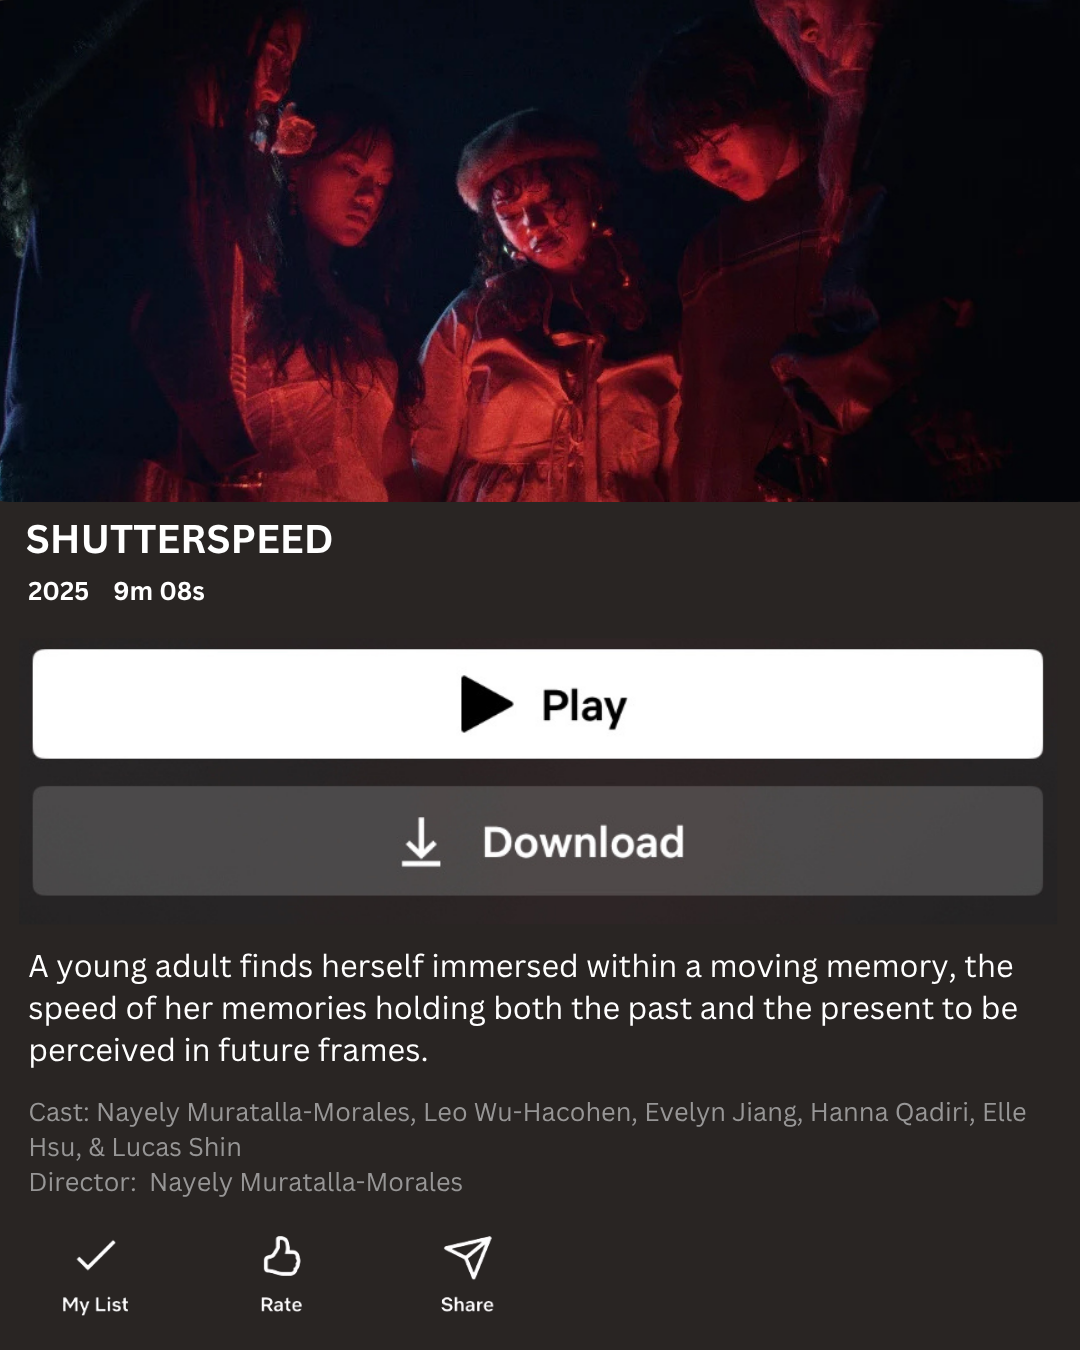 SHUTTERSPEED
2025 9m 08s
Play
Download
A young adult finds herself immersed within a moving memory, the
speed of her memories holding both the past and the present to be
perceived in future frames.
Cast: Nayely Muratalla-Morales, Leo Wu-Hacohen, Evelyn Jiang, Hanna Qadiri, Elle
Hsu, & Lucas Shin
Director: Nayely Muratalla-Morales
My List Rate Share